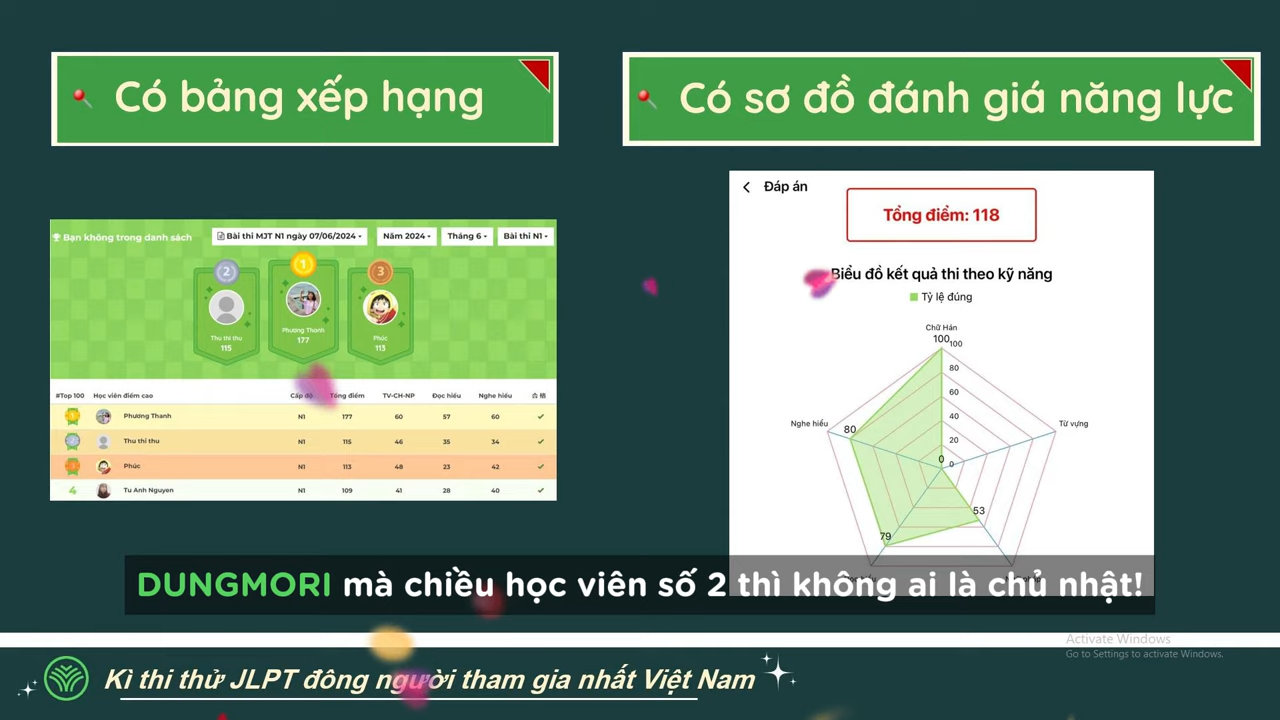 Có bảng xếp hạng
Có sơ đồ đánh giá năng lực
Bạn không trong danh sách
Bài thi MJT N1 ngày 07/06/2024
Năm 2024
Tháng 6
Bài thi N1
2
1
3
Thu thi thu
115
Phương Thanh
177
Phúc
113
#Top 100 Học viên điểm cao Cấp độ Tổng điểm TV-CH-NP Đọc hiểu Nghe hiểu 合格
Phương Thanh N1 177 60 57 60
Thu thi thu N1 115 46 35 34
Phúc N1 113 48 23 42
4 Tu Anh Nguyen N1 109 41 28 40
Đáp án
Tổng điểm: 118
Biểu đồ kết quả thi theo kỹ năng
Tỷ lệ đúng
Chữ Hán
100
100
80
60
40
20
0
0
Nghe hiểu
80
Từ vựng
53
79
DUNGMORI mà chiều học viên số 2 thì không ai là chủ nhật!
Activate Windows
Go to Settings to activate Windows.
Kì thi thử JLPT đông người tham gia nhất Việt Nam